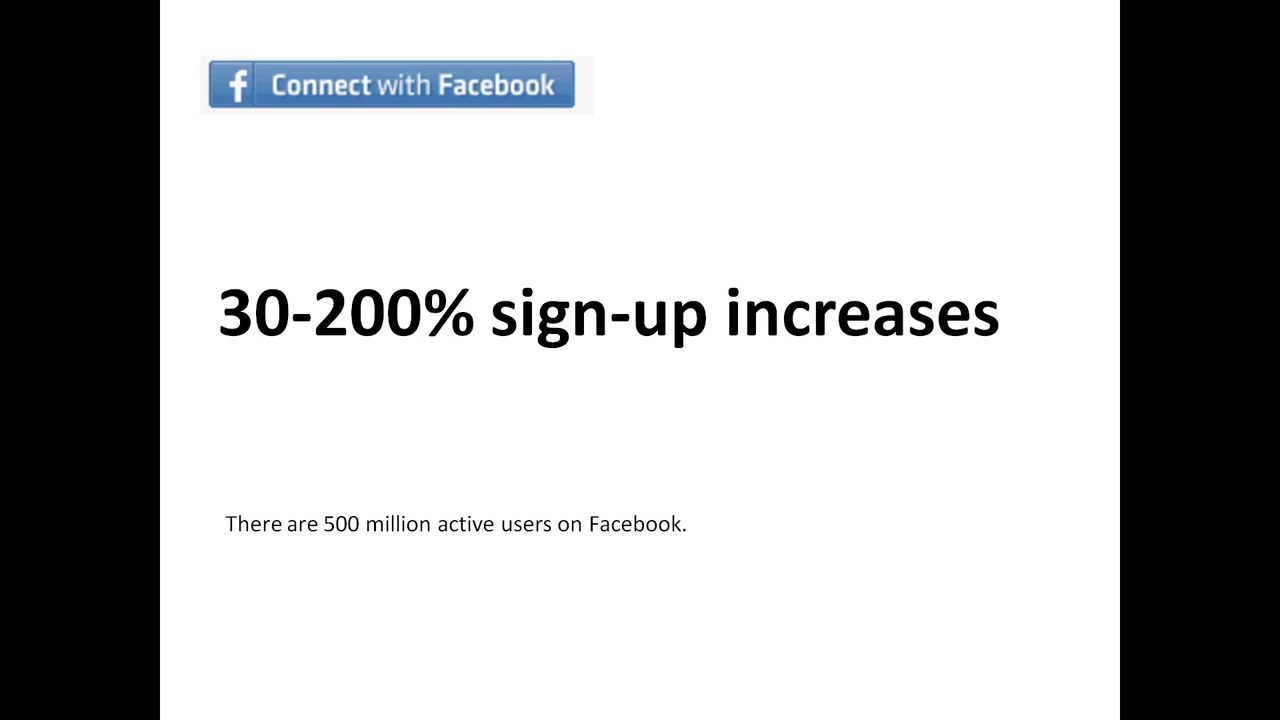 f Connect with Facebook
30-200% sign-up increases
There are 500 million active users on Facebook.